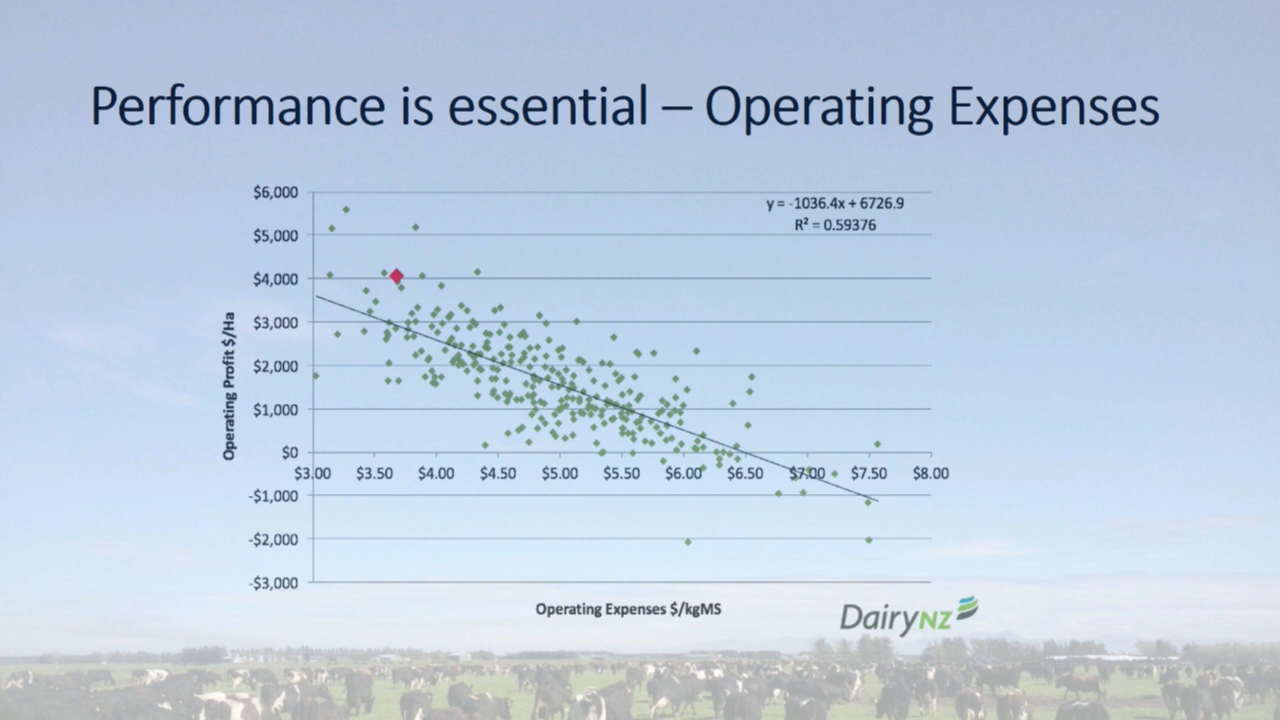 Performance is essential – Operating Expenses
$6,000
y = -1036.4x + 6726.9
R² = 0.59376
$5,000
$4,000
$3,000
$2,000
$1,000
$0
-$1,000
-$2,000
-$3,000
Operating Profit $/Ha
$3.00 $3.50 $4.00 $4.50 $5.00 $5.50 $6.00 $6.50 $7.00 $7.50 $8.00
Operating Expenses $/kgMS
DairyNZ